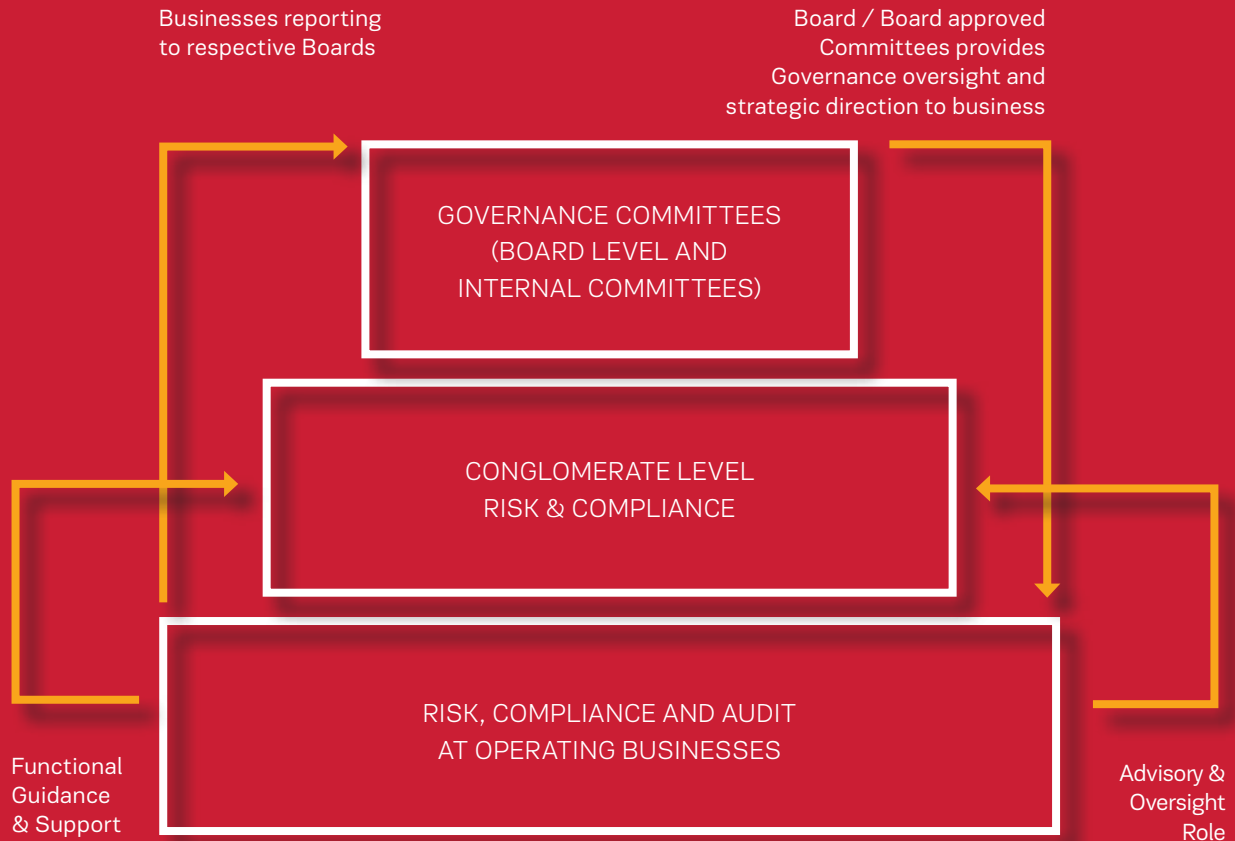 Businesses reporting
to respective Boards
Board / Board approved
Committees provides
Governance oversight and
strategic direction to business
GOVERNANCE COMMITTEES
(BOARD LEVEL AND
INTERNAL COMMITTEES)
CONGLOMERATE LEVEL
RISK & COMPLIANCE
RISK, COMPLIANCE AND AUDIT
AT OPERATING BUSINESSES
Functional
Guidance
& Support
Advisory &
Oversight
Role